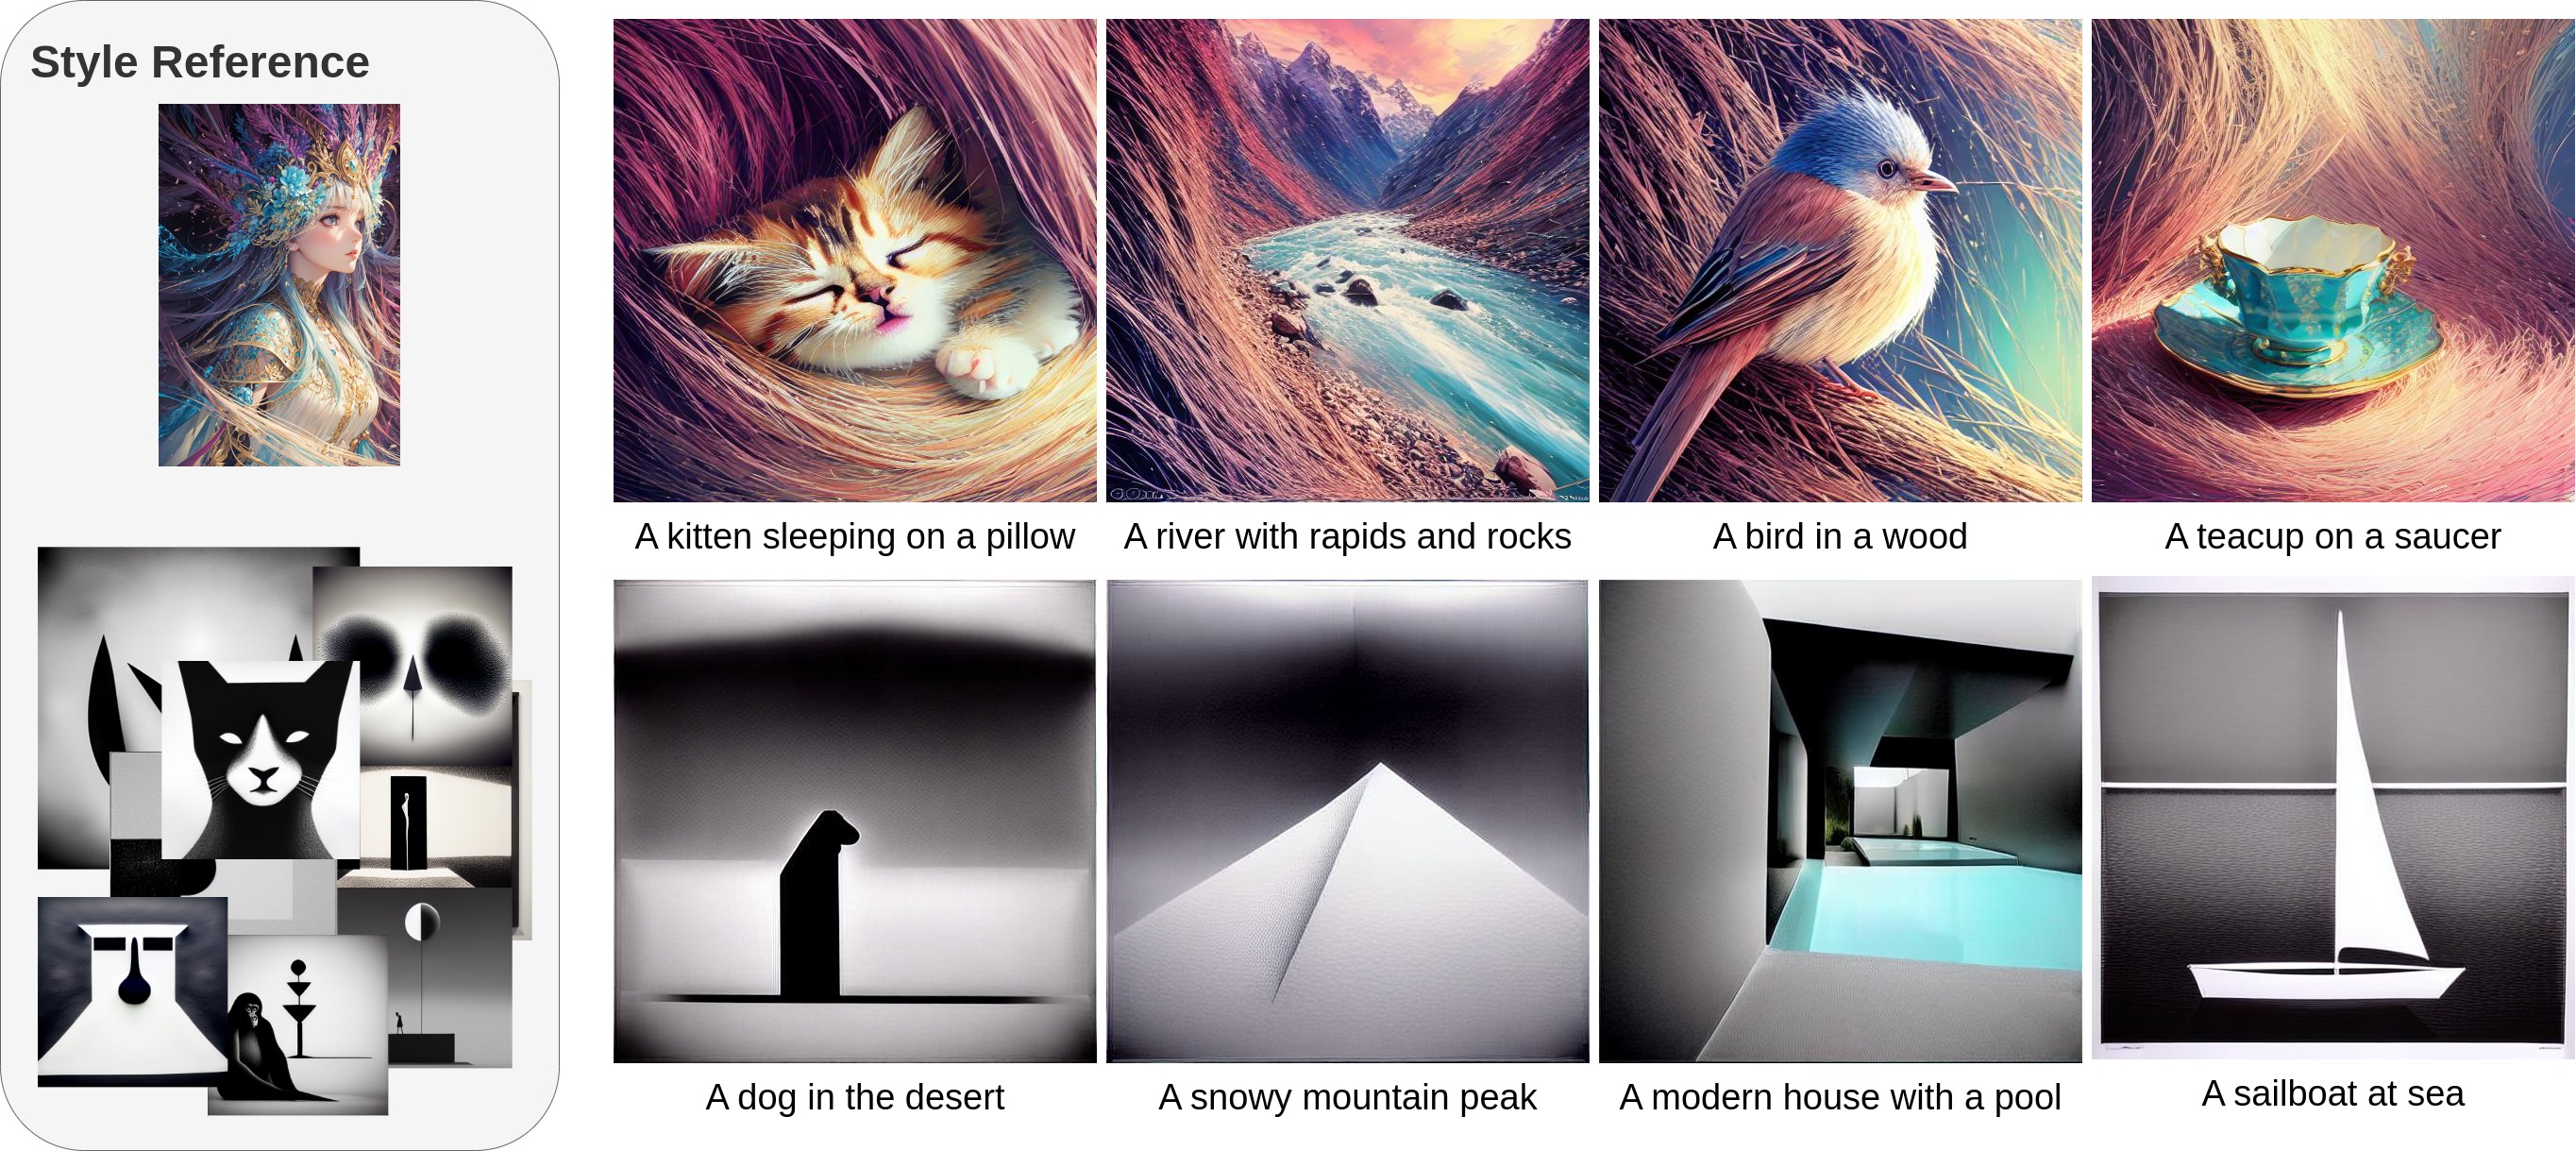 Style Reference
A kitten sleeping on a pillow
A river with rapids and rocks
A bird in a wood
A teacup on a saucer
A dog in the desert
A snowy mountain peak
A modern house with a pool
A sailboat at sea